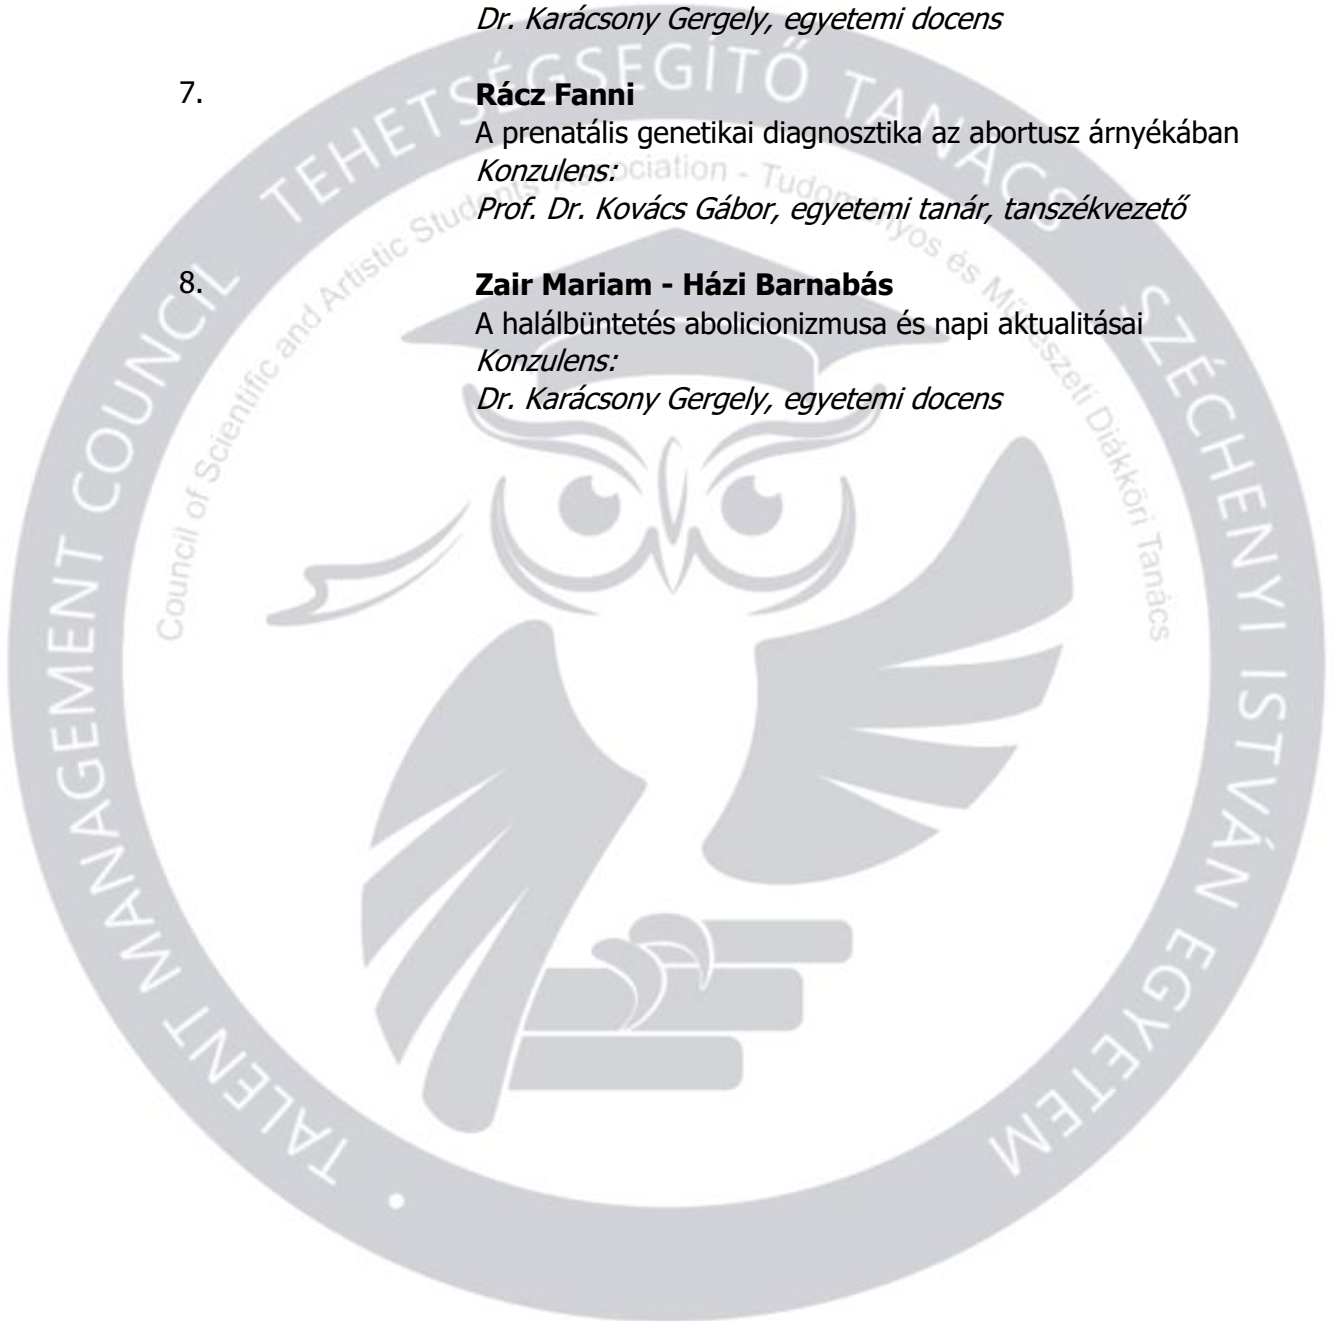 Dr. Karácsony Gergely, egyetemi docens
7.
Rácz Fanni
A prenatális genetikai diagnosztika az abortusz árnyékában
Konzulens:
Prof. Dr. Kovács Gábor, egyetemi tanár, tanszékvezető
8.
Zair Mariam - Házi Barnabás
A halálbüntetés abolicionizmusa és napi aktualitásai
Konzulens:
Dr. Karácsony Gergely, egyetemi docens
TALENT MANAGEMENT COUNCIL TEHETSÉGSEGÍTŐ TANÁCS SZÉCHENYI ISTVÁN EGYETEM •
Council of Scientific and Artistic Students' Association - Tudományos és Művészeti Diákköri Tanács